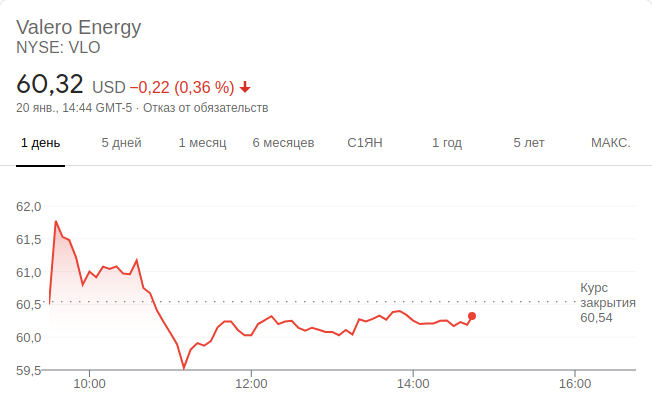 Valero Energy
NYSE: VLO
60,32 USD −0,22 (0,36 %)
20 янв., 14:44 GMT-5 · Отказ от обязательств
1 день 5 дней 1 месяц 6 месяцев С1ЯН 1 год 5 лет МАКС.
62,0
61,5
61,0
60,5
60,0
59,5
Курс
закрытия
60,54
10:00 12:00 14:00 16:00